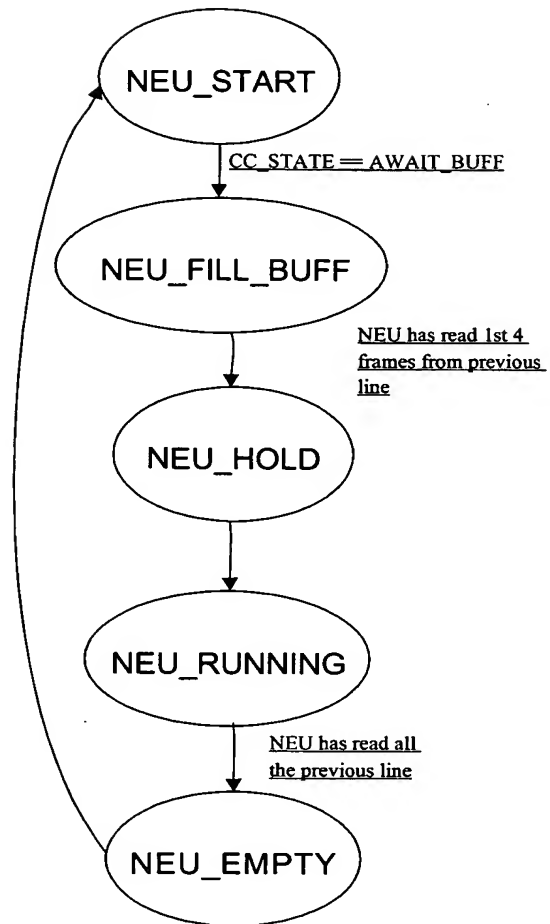 NEU_START
CC_STATE == AWAIT_BUFF
NEU_FILL_BUFF
NEU has read 1st 4
frames from previous
line
NEU_HOLD
NEU_RUNNING
NEU has read all
the previous line
NEU_EMPTY